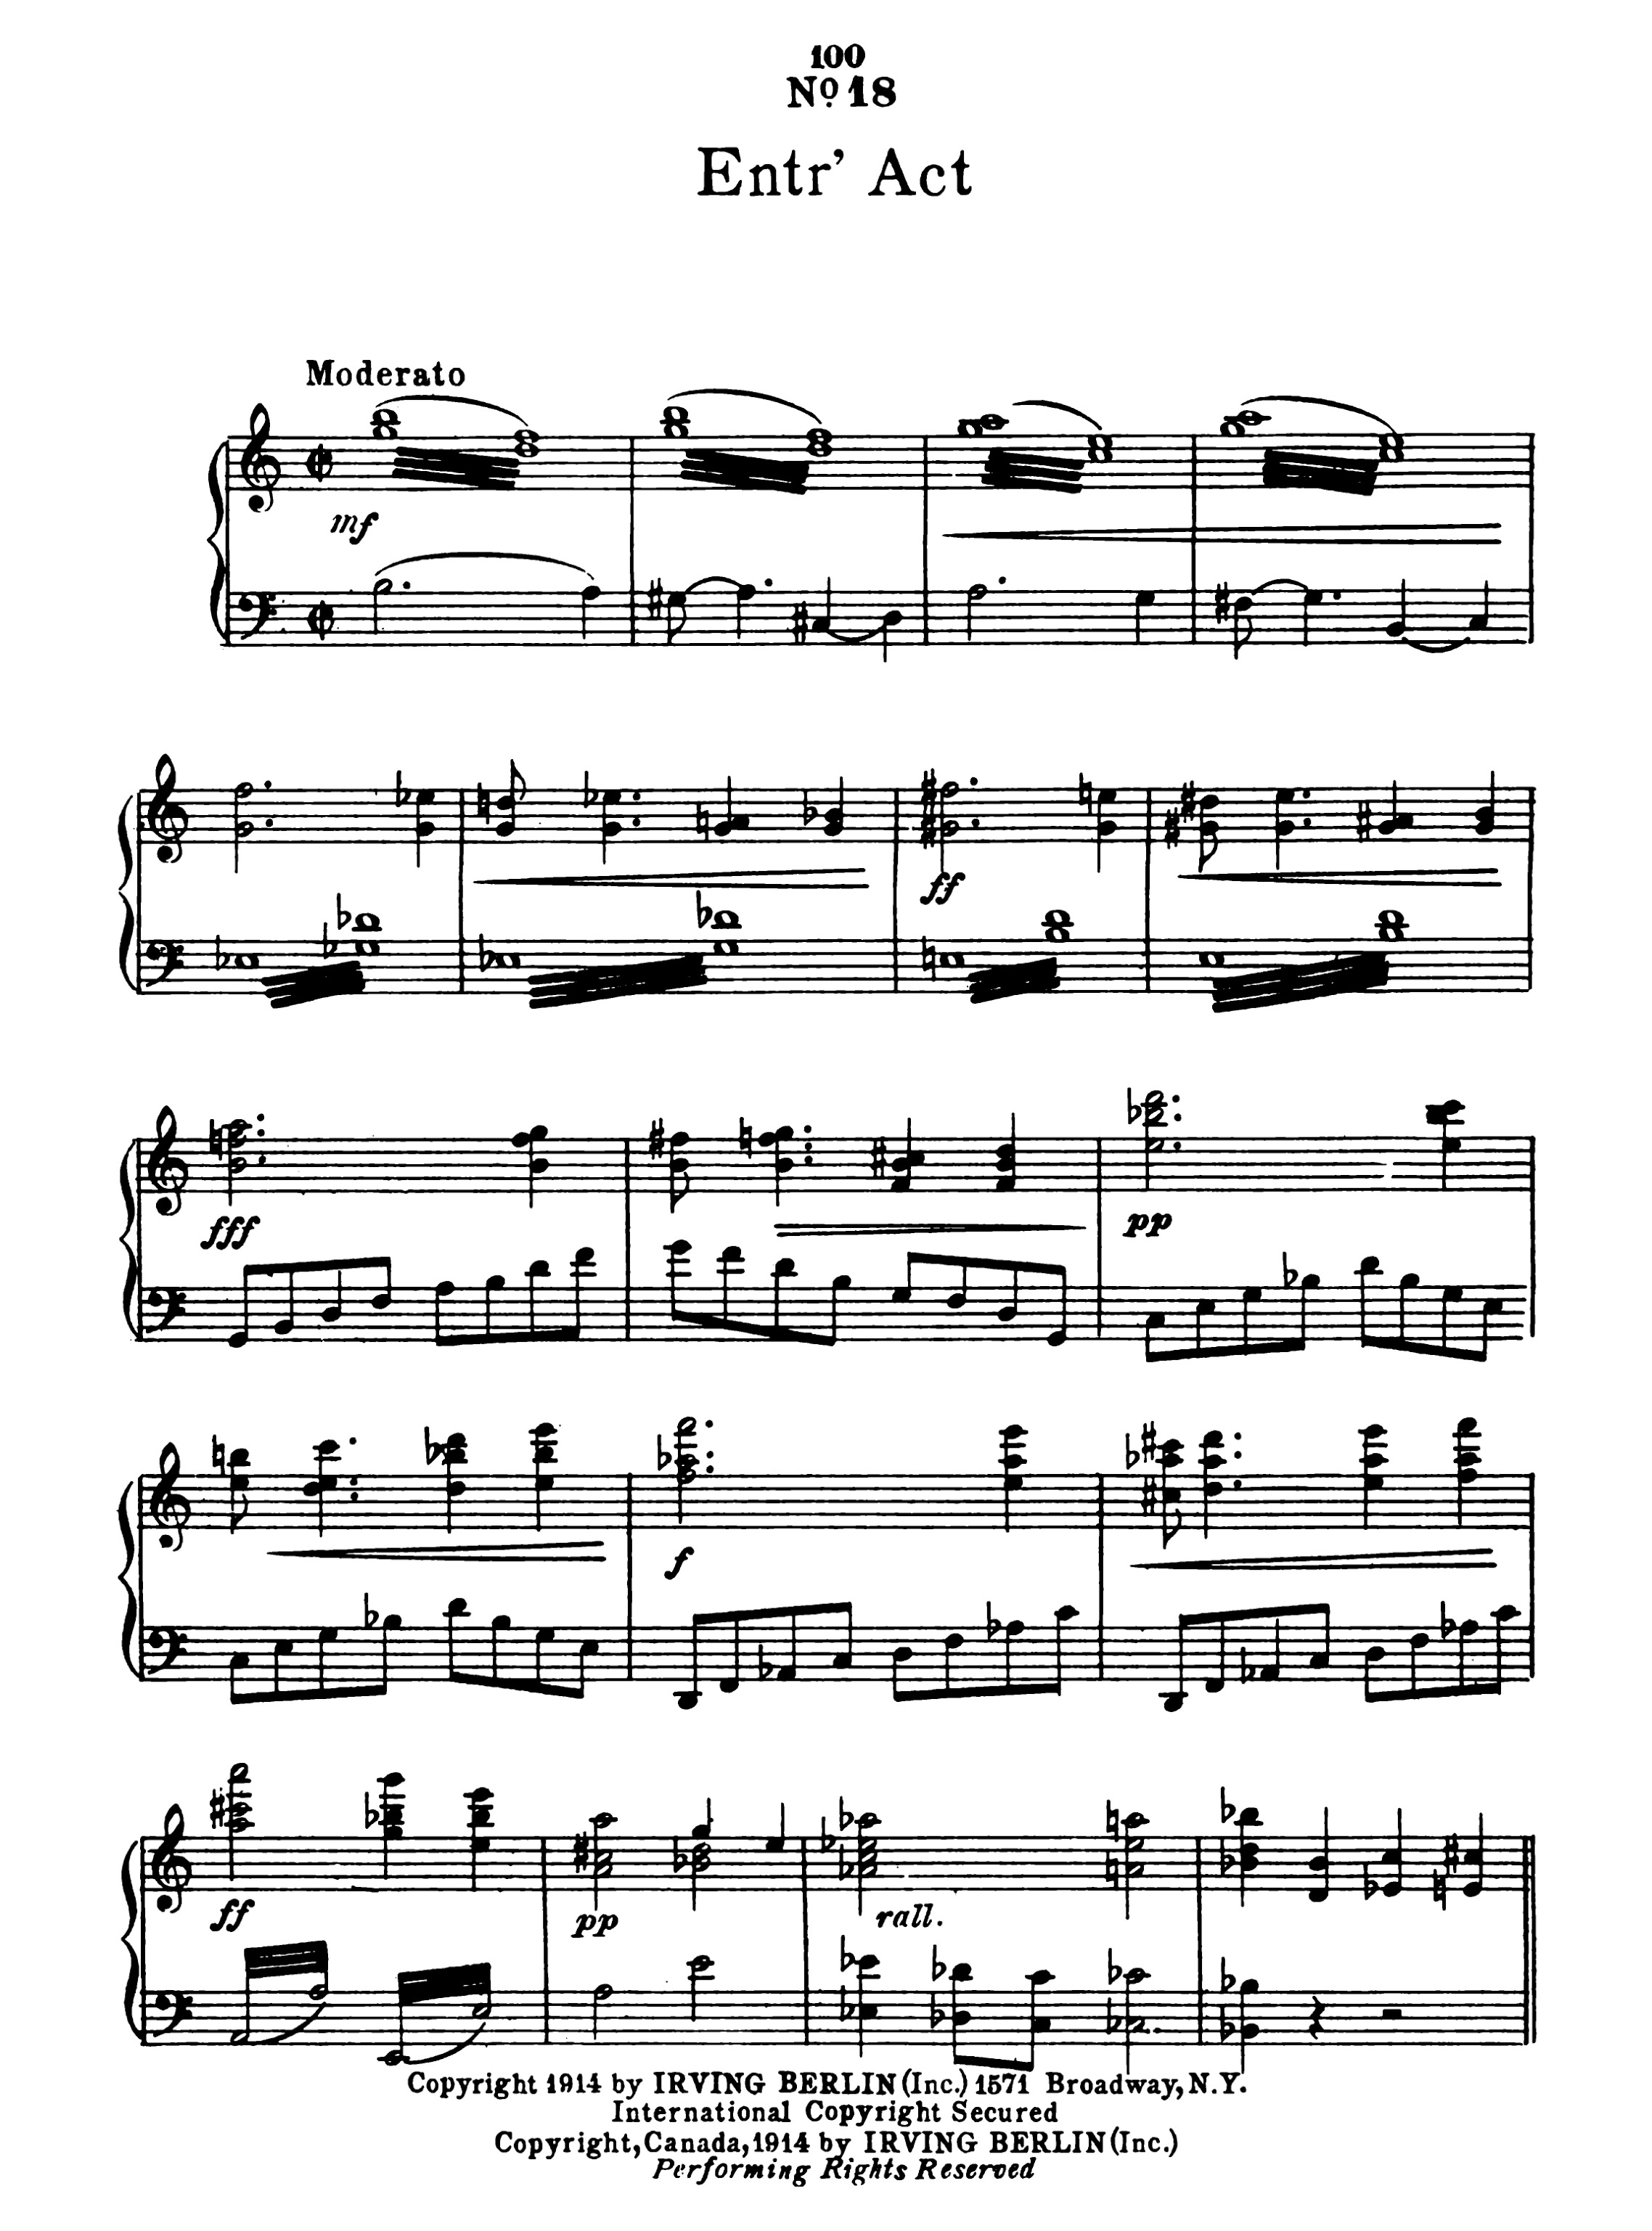 100
Nº 18
Entr' Act
Moderato
mf
ff
fff
pp
f
ff
pp
rall.
Copyright 1914 by IRVING BERLIN (Inc.) 1571 Broadway, N.Y.
International Copyright Secured
Copyright, Canada, 1914 by IRVING BERLIN (Inc.)
Performing Rights Reserved